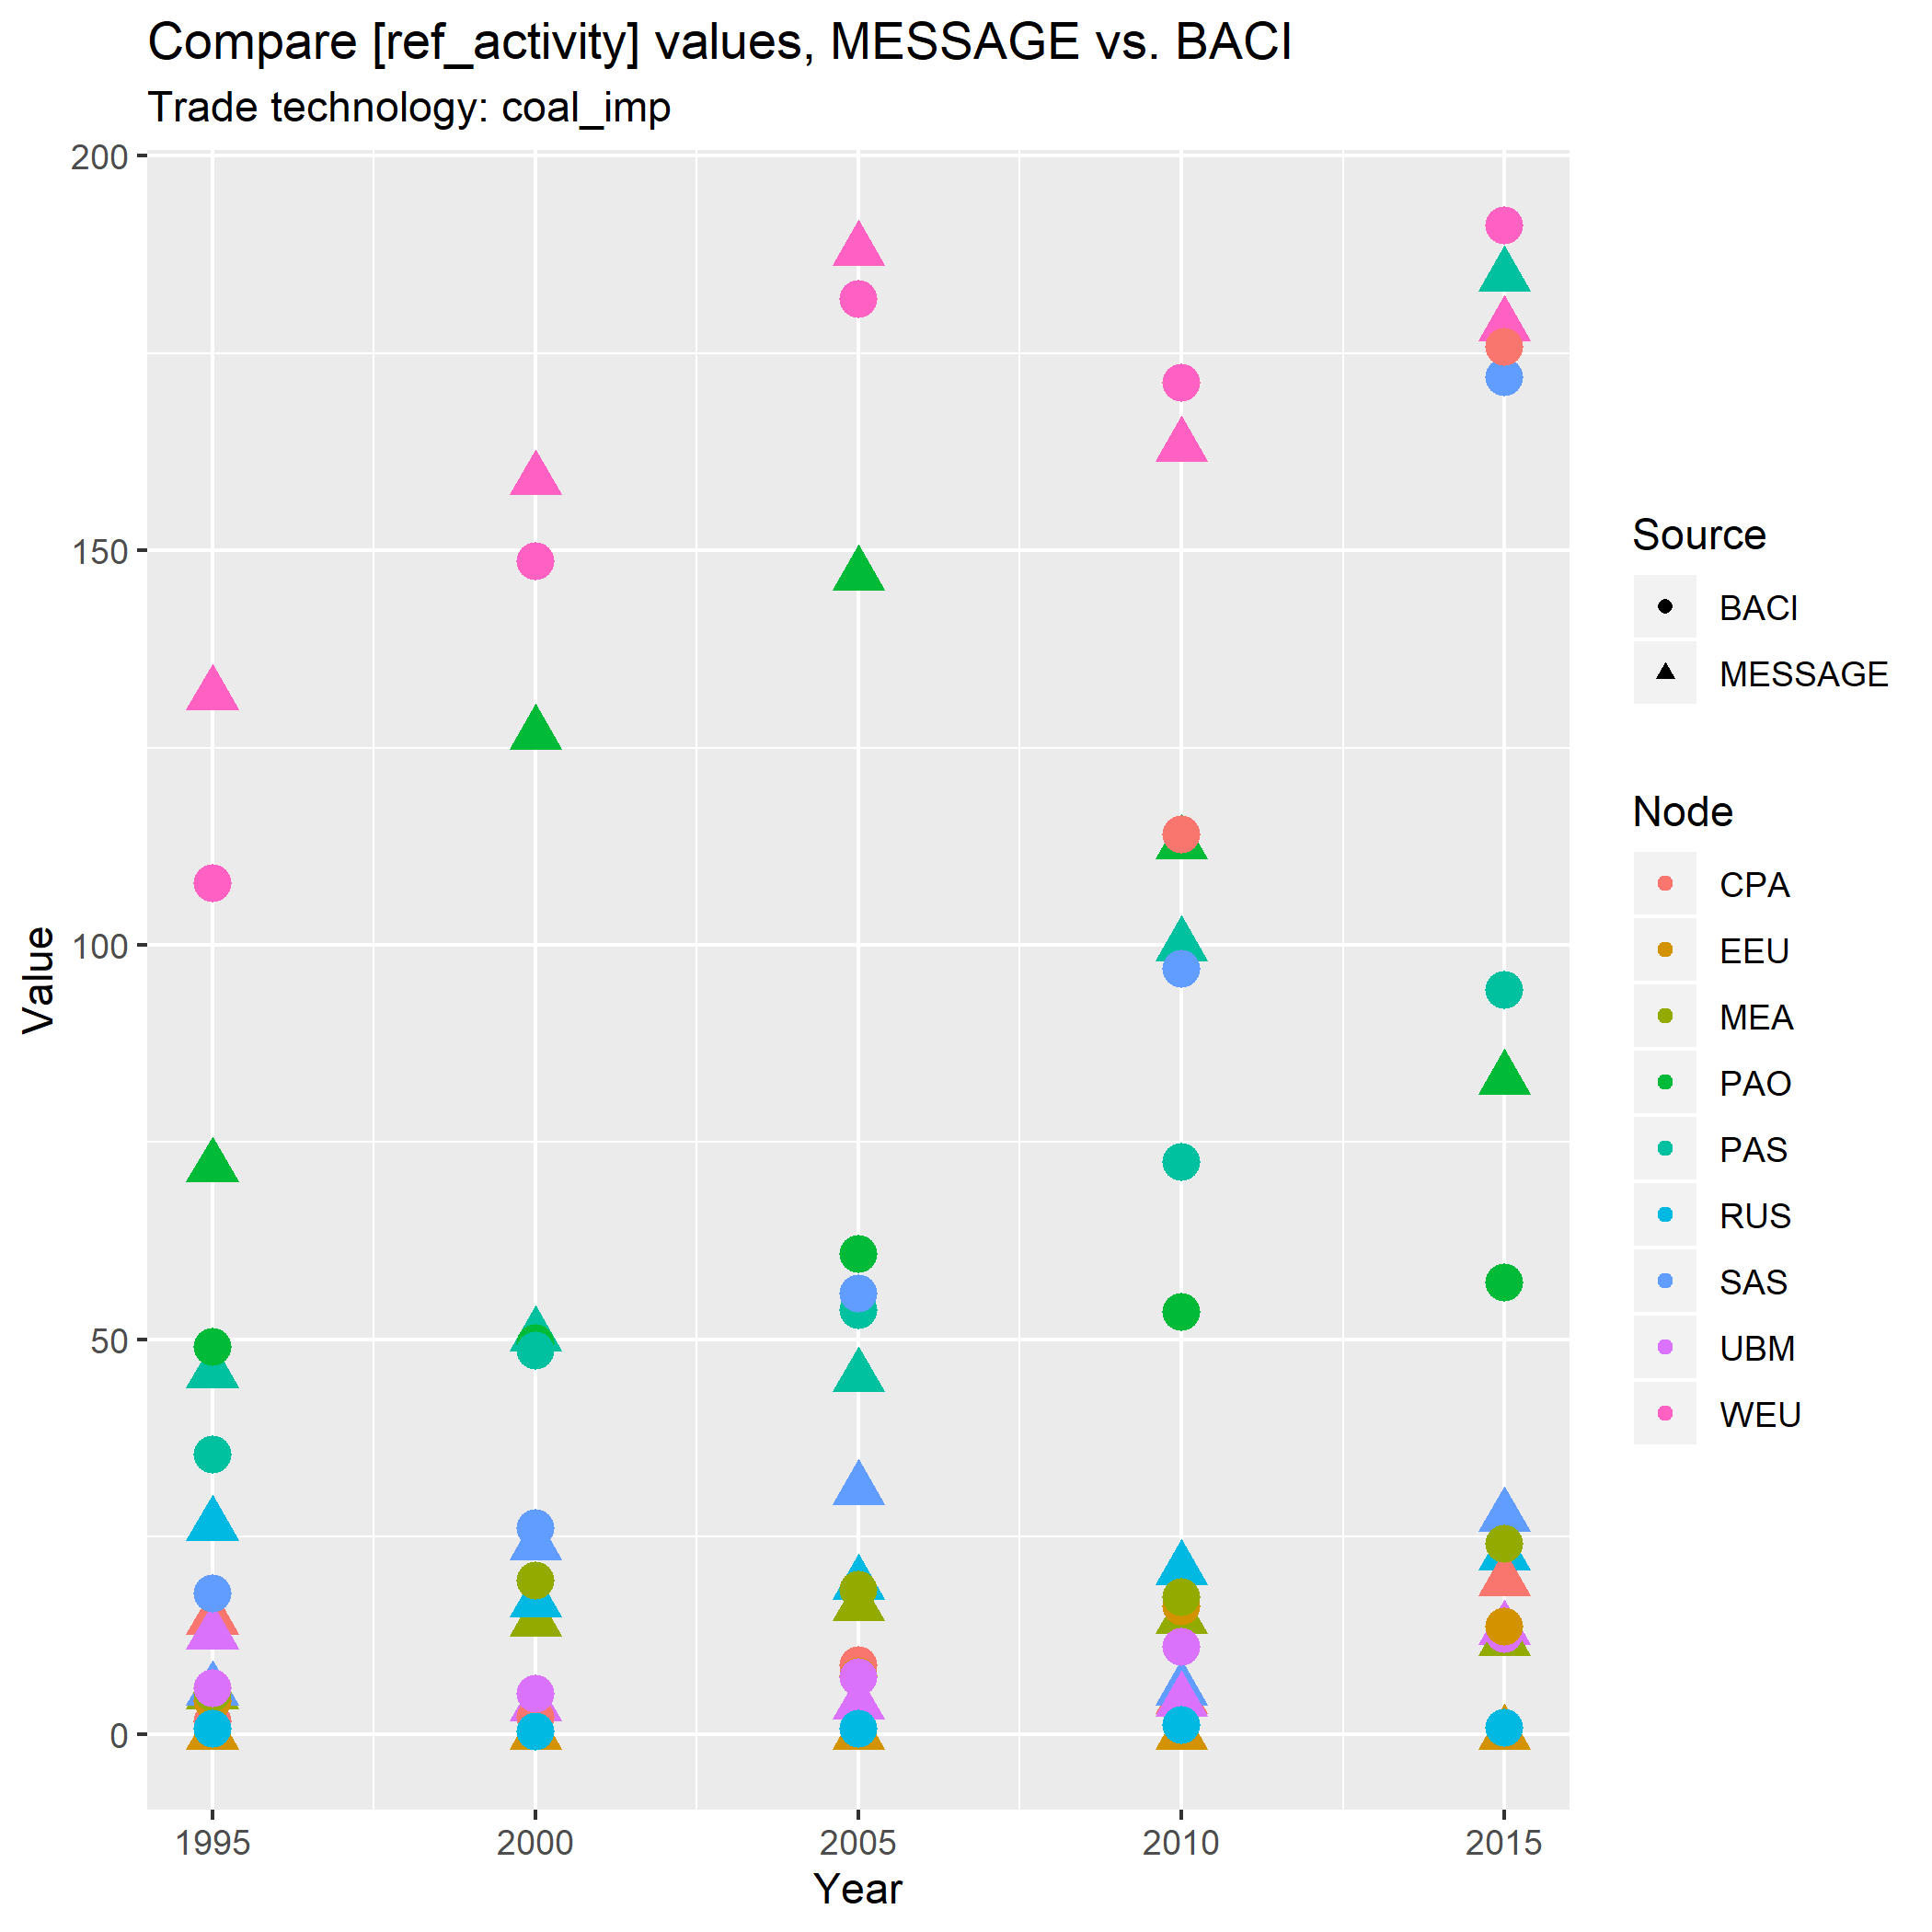 Compare [ref_activity] values, MESSAGE vs. BACI
Trade technology: coal_imp
200
150
100
50
0
Value
1995 2000 2005 2010 2015
Year
Source
BACI
MESSAGE
Node
CPA
EEU
MEA
PAO
PAS
RUS
SAS
UBM
WEU